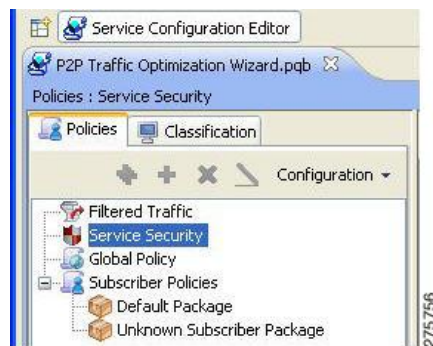 Service Configuration Editor
P2P Traffic Optimization Wizard.pqb
Policies : Service Security
Policies Classification
Configuration
Filtered Traffic
Service Security
Global Policy
Subscriber Policies
Default Package
Unknown Subscriber Package
275756